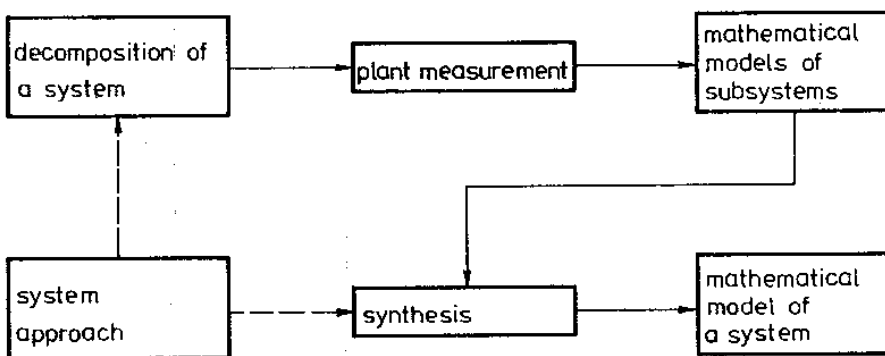 decomposition of
a system
plant measurement
mathematical
models of
subsystems
system
approach
synthesis
mathematical
model of
a system